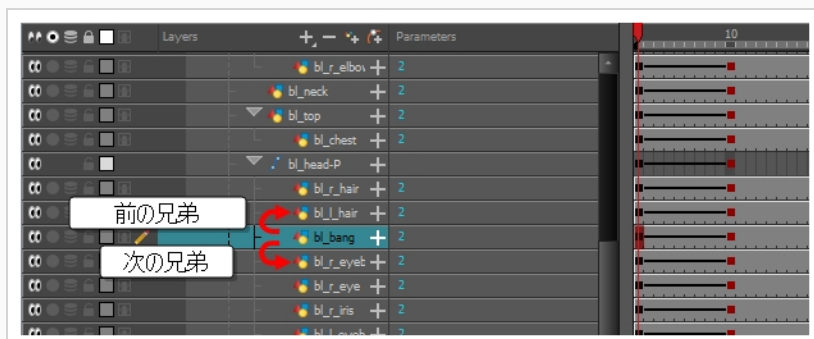 Layers Parameters 10
bl_r_elbov 2
bl_neck 2
bl_top 2
bl_chest 2
bl_head-P
bl_r_hair 2
前の兄弟 bl_l_hair 2
bl_bang 2
次の兄弟 bl_r_eyeb 2
bl_r_eye 2
bl_r_iris 2